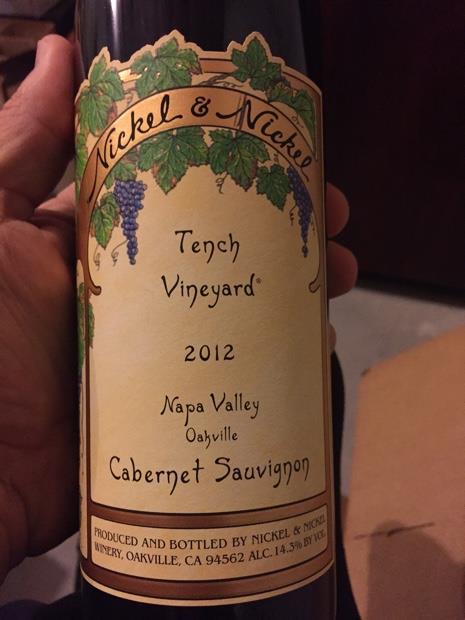 Nickel & Nickel
Tench
Vineyard®
2012
Napa Valley
Oakville
Cabernet Sauvignon
PRODUCED AND BOTTLED BY NICKEL & NICKEL
WINERY, OAKVILLE, CA 94562 ALC. 14.3% BY VOL.